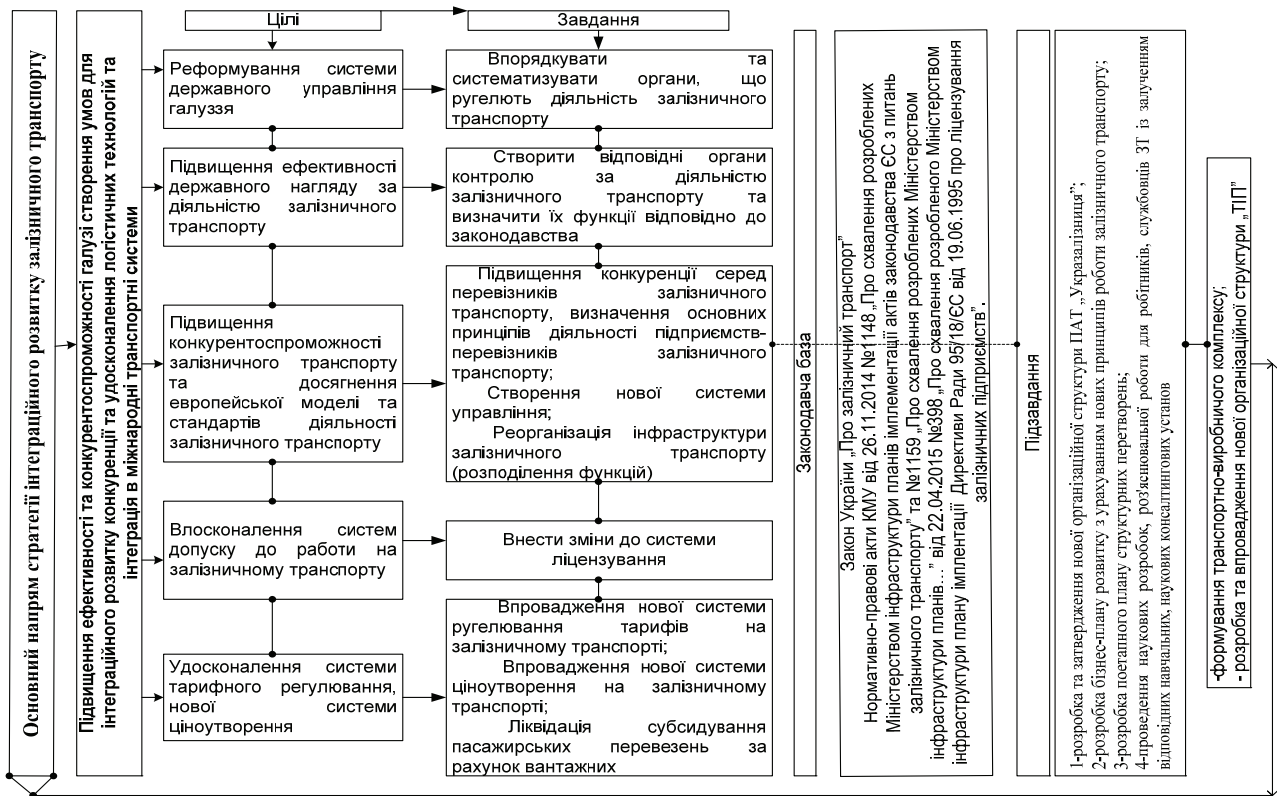 Основний напрям стратегії інтеграційного розвитку залізничного транспорту
Підвищення ефективності та конкурентоспроможності галузі створення умов для
інтеграційного розвитку конкуренції та удосконалення логістичних технологій та
інтеграція в міжнародні транспортні системи
Цілі
Реформування системи
державного управління
галуззя
Підвищення ефективності
державного нагляду за
діяльністю залізничного
транспорту
Підвищення
конкурентоспроможності
залізничного транспорту
та досягнення
европейської моделі та
стандартів діяльності
залізничного транспорту
Влосконалення систем
допуску до работи на
залізничному транспорту
Удосконалення системи
тарифного регулювання,
нової системи
ціноутворення
Завдання
Впорядкувати та
систематизувати органи, що
ругелють діяльність залізничного
транспорту
Створити відповідні органи
контролю за діяльністю
залізничного транспорту та
визначити їх функції відповідно до
законодавства
Підвищення конкуренції серед
перевізників залізничного
транспорту, визначення основних
принципів діяльності підприємств-
перевізників залізничного
транспорту;
Створення нової системи
управління;
Реорганізація інфраструктури
залізничного транспорту
(розподілення функцій)
Внести зміни до системи
ліцензування
Впровадження нової системи
ругелювання тарифів на
залізничному транспорті;
Впровадження нової системи
ціноутворення на залізничному
транспорті;
Ліквідація субсидування
пасажирських перевезень за
рахунок вантажних
Законодавча база
Закон України „Про залізничний транспорт”
Нормативно-правові акти КМУ від 26.11.2014 №1148 „Про схвалення розроблених
Міністерством інфраструктури планів імплементації актів законодавства ЄС з питань
залізничного транспорту” та №1159 „Про схвалення розроблених Міністерством
інфраструктури планів...” від 22.04.2015 №398 „Про схвалення розробленого Міністерством
інфраструктури плану імплентації Директиви Ради 95/18/ЄС від 19.06.1995 про ліцензування
залізничних підприємств”.
Підзавдання
1-розробка та затвердження нової організаційної структури ПАТ „Укразалізниця”;
2-розробка бізнес-плану розвитку з урахуванням нових принципів роботи залізничного транспорту;
3-розробка поетапного плану структурних перетворень;
4-проведення наукових розробок, роз'яснювальної роботи для робітників, службовців ЗТ із залученням
відповідних навчальних, наукових консалтингових установ
-формування транспортно-виробничого комплексу;
- розробка та впровадження нової організаційної структури „ТІП”